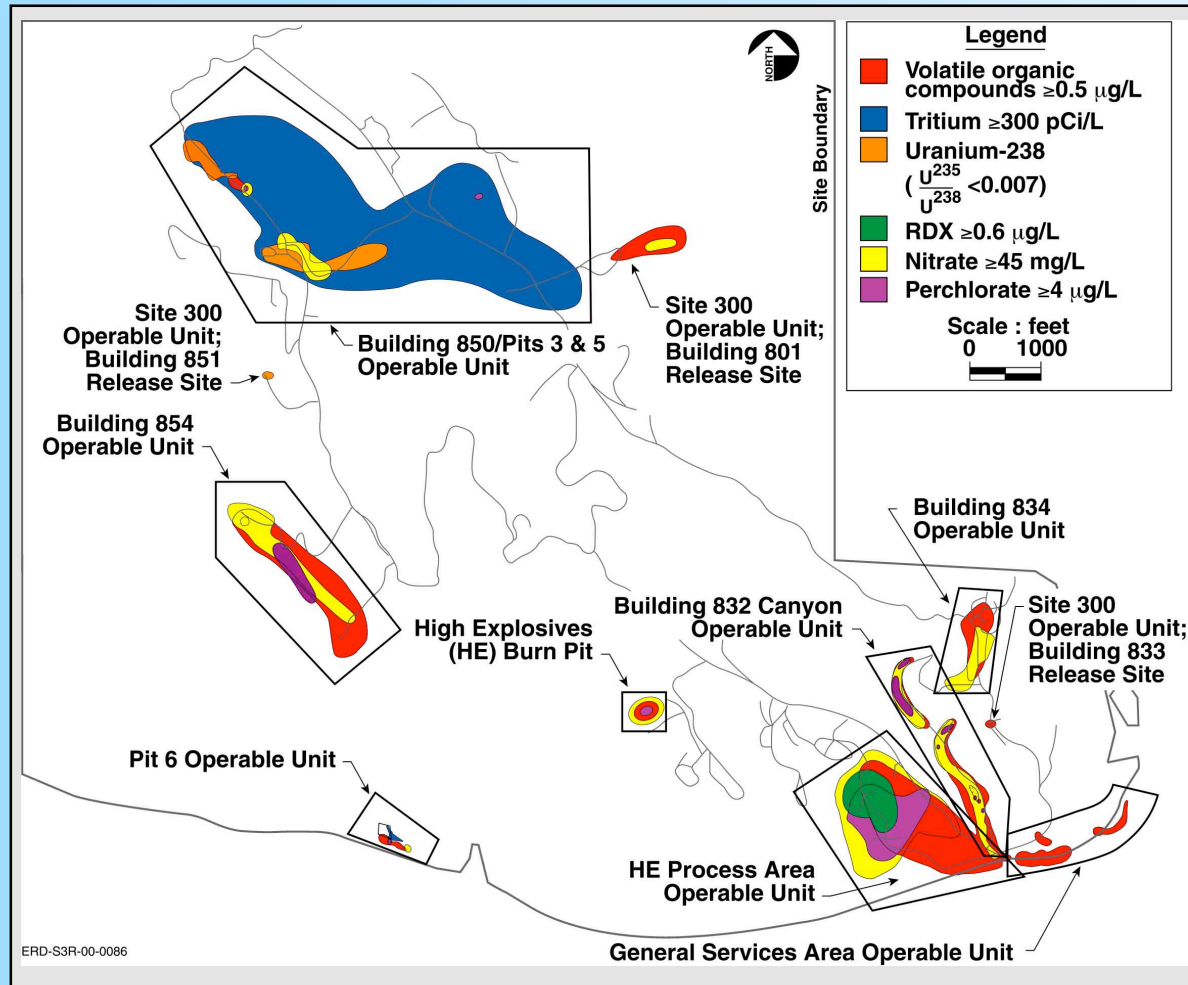 NORTH
Legend
Volatile organic
compounds ≥0.5 μg/L
Tritium ≥300 pCi/L
Uranium-238
( U²³⁵
U²³⁸ <0.007)
RDX ≥0.6 μg/L
Nitrate ≥45 mg/L
Perchlorate ≥4 μg/L
Scale : feet
0 1000
Site Boundary
Site 300
Operable Unit;
Building 851
Release Site
Building 850/Pits 3 & 5
Operable Unit
Site 300
Operable Unit;
Building 801
Release Site
Building 854
Operable Unit
Building 834
Operable Unit
Building 832 Canyon
Operable Unit
Site 300
Operable Unit;
Building 833
Release Site
High Explosives
(HE) Burn Pit
Pit 6 Operable Unit
HE Process Area
Operable Unit
General Services Area Operable Unit
ERD-S3R-00-0086